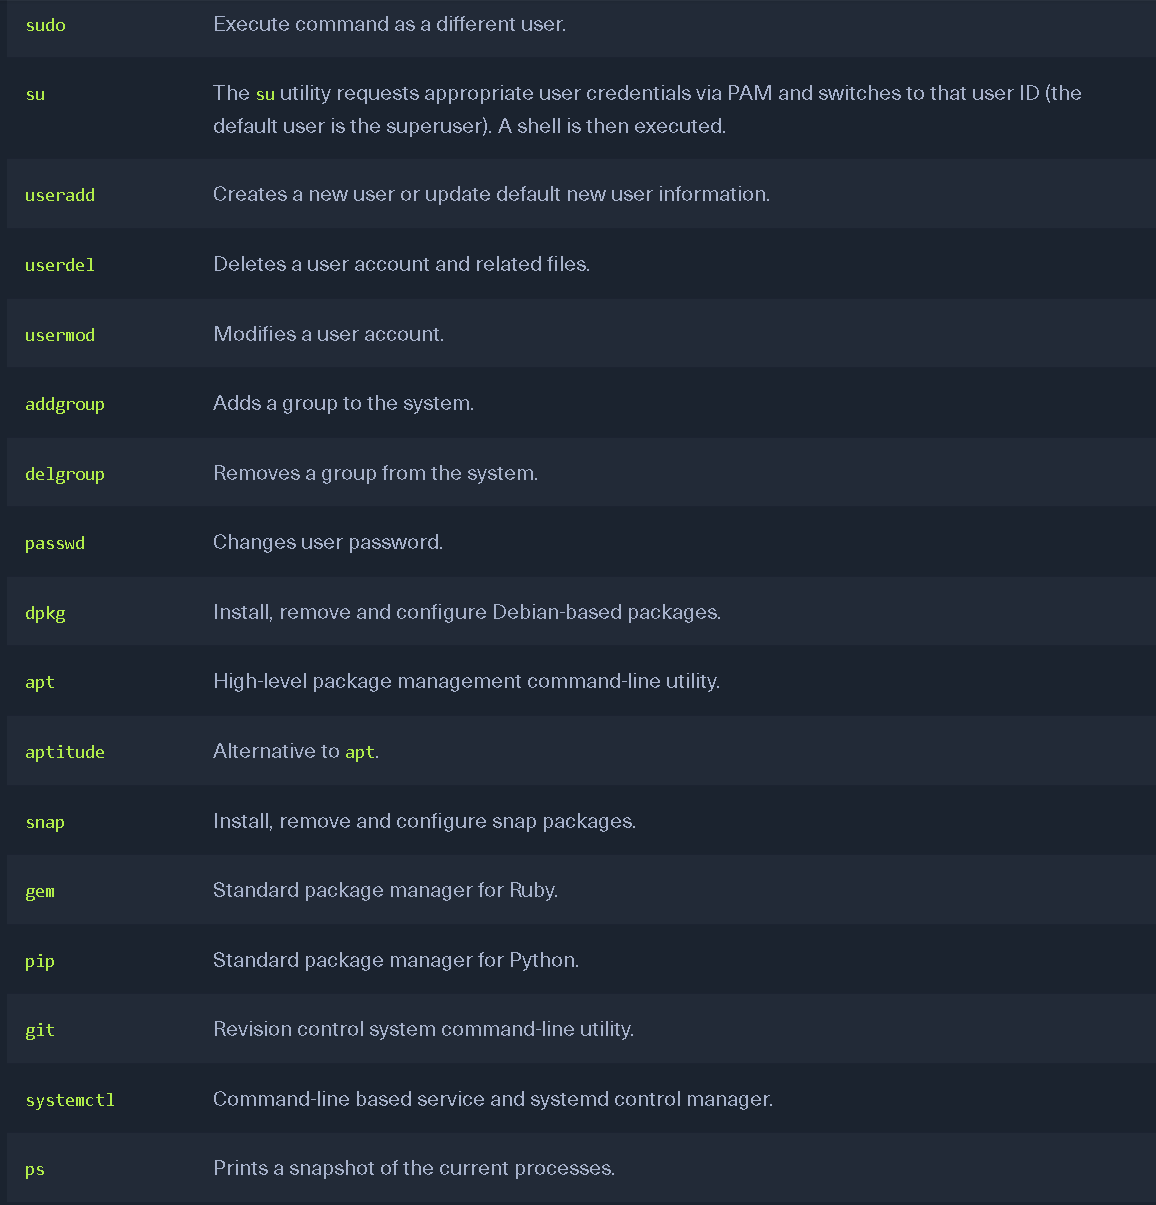 sudo Execute command as a different user.
su The su utility requests appropriate user credentials via PAM and switches to that user ID (the
default user is the superuser). A shell is then executed.
useradd Creates a new user or update default new user information.
userdel Deletes a user account and related files.
usermod Modifies a user account.
addgroup Adds a group to the system.
delgroup Removes a group from the system.
passwd Changes user password.
dpkg Install, remove and configure Debian-based packages.
apt High-level package management command-line utility.
aptitude Alternative to apt.
snap Install, remove and configure snap packages.
gem Standard package manager for Ruby.
pip Standard package manager for Python.
git Revision control system command-line utility.
systemctl Command-line based service and systemd control manager.
ps Prints a snapshot of the current processes.